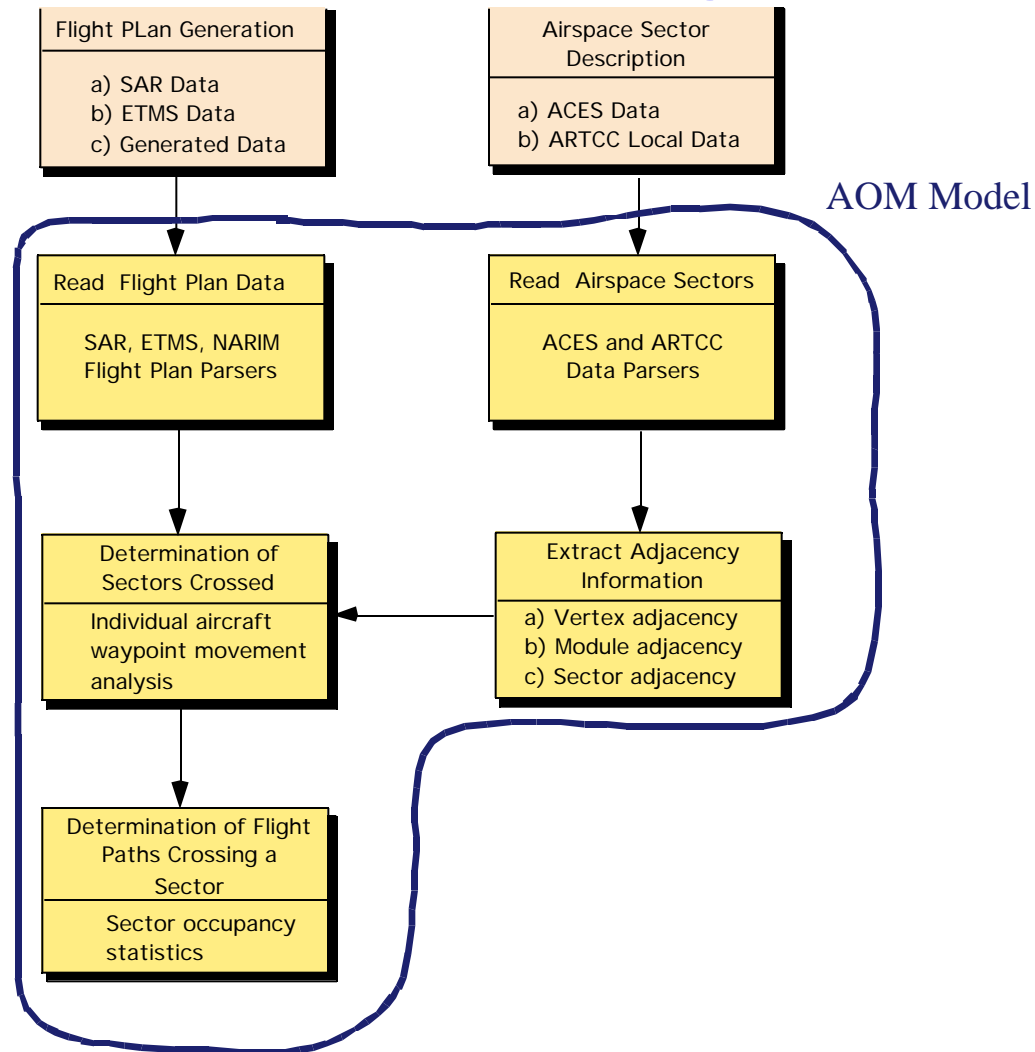 Flight PLan Generation
a) SAR Data
b) ETMS Data
c) Generated Data
Airspace Sector
Description
a) ACES Data
b) ARTCC Local Data
AOM Model
Read Flight Plan Data
SAR, ETMS, NARIM
Flight Plan Parsers
Read Airspace Sectors
ACES and ARTCC
Data Parsers
Determination of
Sectors Crossed
Individual aircraft
waypoint movement
analysis
Extract Adjacency
Information
a) Vertex adjacency
b) Module adjacency
c) Sector adjacency
Determination of Flight
Paths Crossing a
Sector
Sector occupancy
statistics